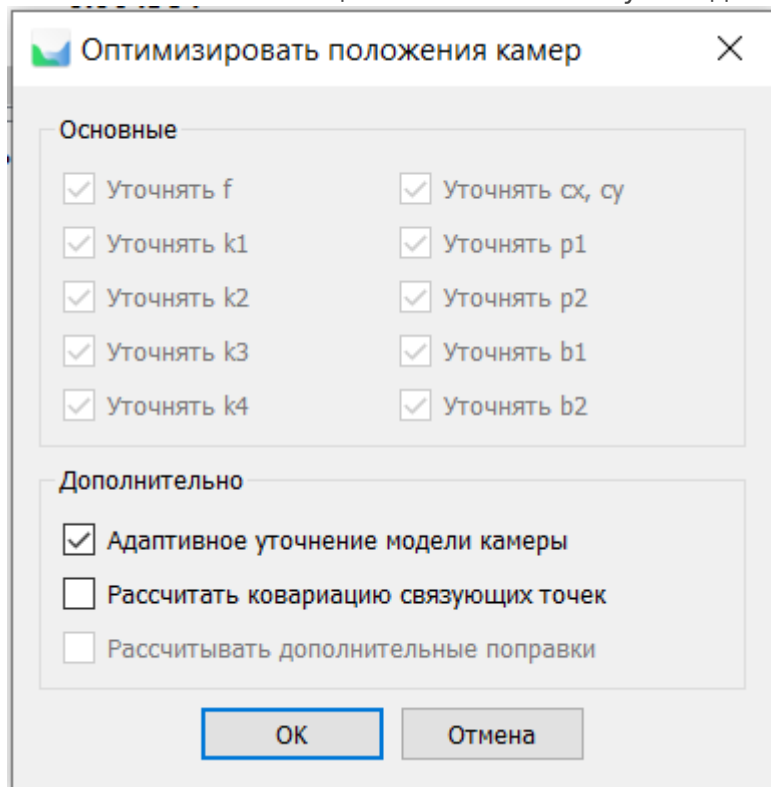 Оптимизировать положения камер
Основные
Уточнять f
Уточнять cx, cy
Уточнять k1
Уточнять p1
Уточнять k2
Уточнять p2
Уточнять k3
Уточнять b1
Уточнять k4
Уточнять b2
Дополнительно
Адаптивное уточнение модели камеры
Рассчитать ковариацию связующих точек
Рассчитывать дополнительные поправки
OK
Отмена